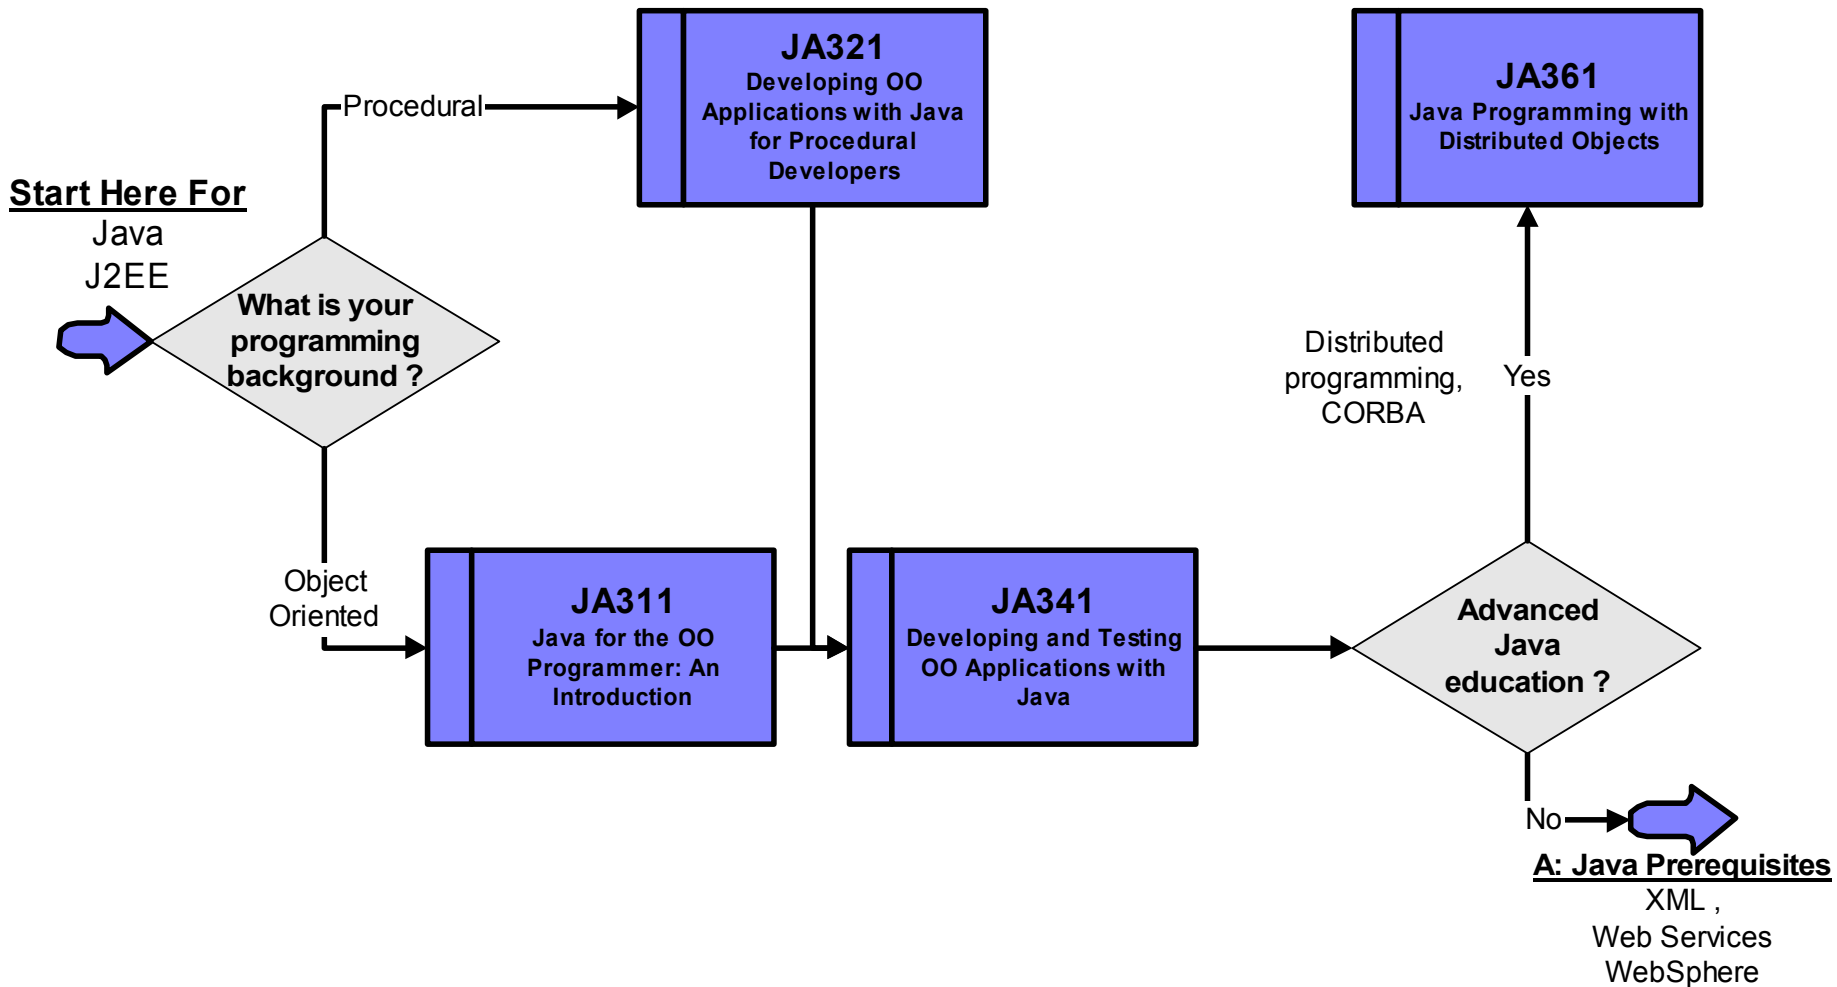 Start Here For
Java
J2EE
What is your
programming
background ?
Procedural
JA321
Developing OO
Applications with Java
for Procedural
Developers
Object
Oriented
JA311
Java for the OO
Programmer: An
Introduction
JA341
Developing and Testing
OO Applications with
Java
Advanced
Java
education ?
Distributed
programming,
CORBA
Yes
JA361
Java Programming with
Distributed Objects
No
A: Java Prerequisites
XML ,
Web Services
WebSphere